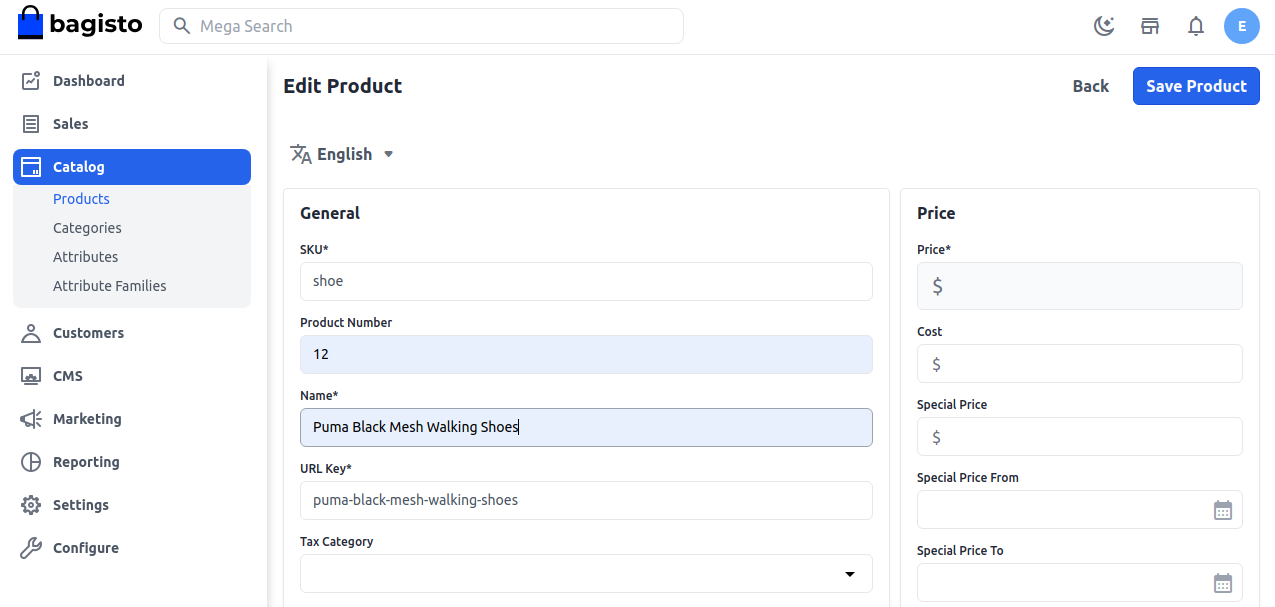 bagisto
Mega Search
E
Dashboard
Sales
Catalog
Products
Categories
Attributes
Attribute Families
Customers
CMS
Marketing
Reporting
Settings
Configure
Edit Product
Back
Save Product
English
General
SKU*
shoe
Product Number
12
Name*
Puma Black Mesh Walking Shoes
URL Key*
puma-black-mesh-walking-shoes
Tax Category
Price
Price*
$
Cost
$
Special Price
$
Special Price From
Special Price To